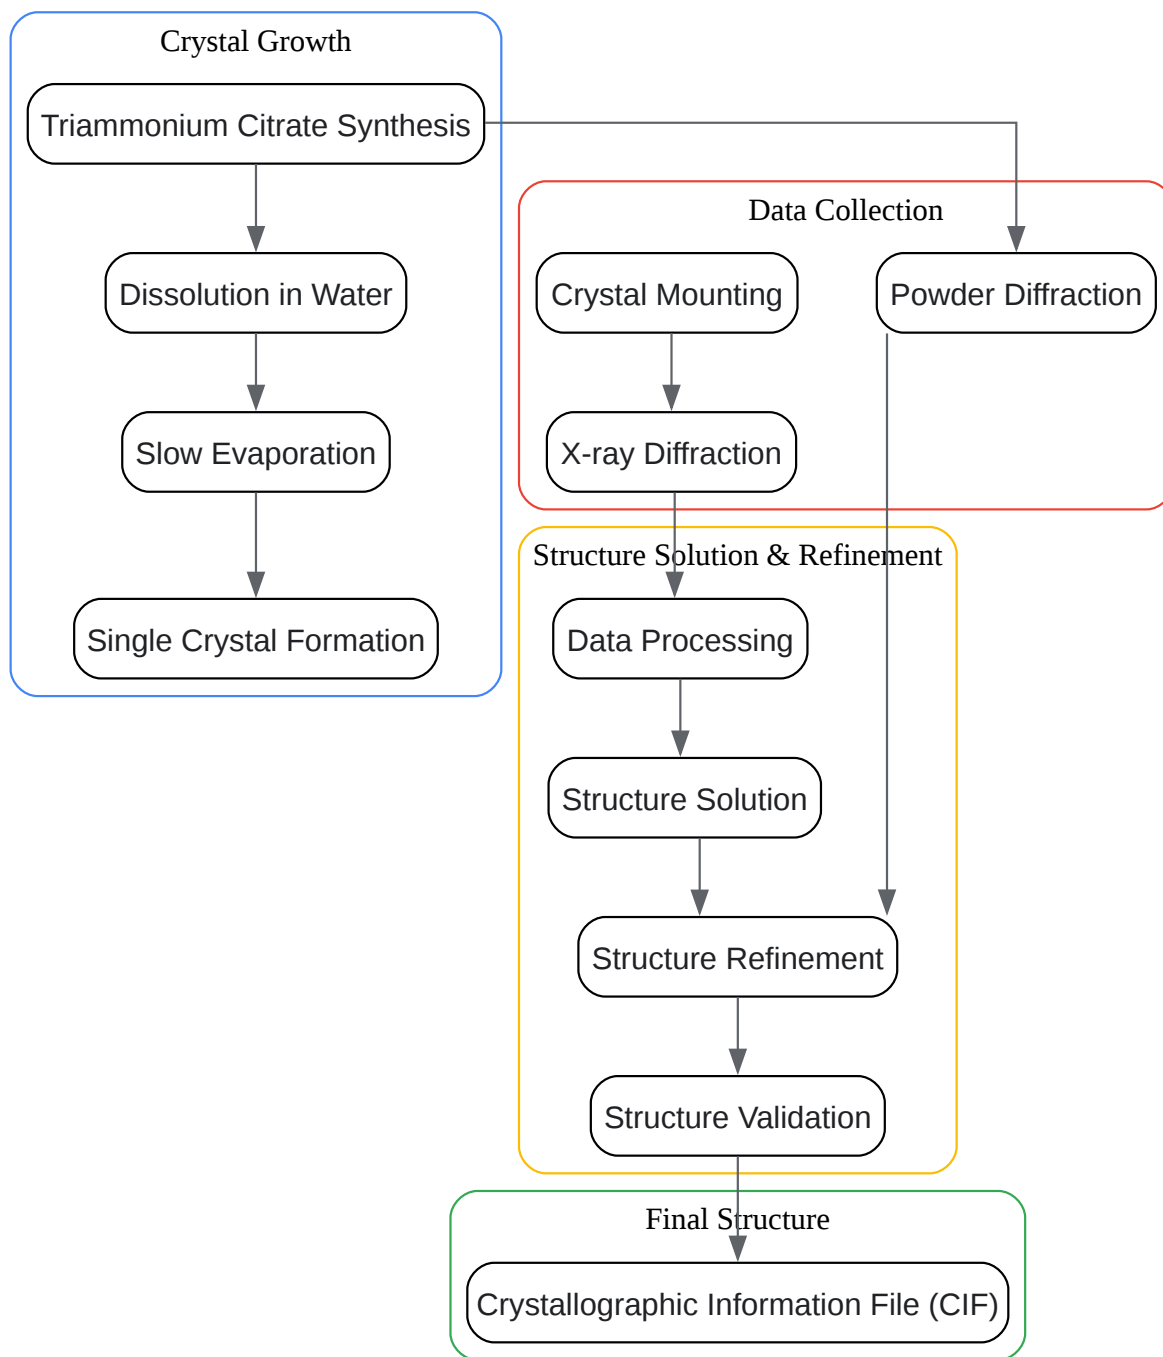 Crystal Growth
Triammonium Citrate Synthesis
Dissolution in Water
Slow Evaporation
Single Crystal Formation
Data Collection
Crystal Mounting
Powder Diffraction
X-ray Diffraction
Structure Solution & Refinement
Data Processing
Structure Solution
Structure Refinement
Structure Validation
Final Structure
Crystallographic Information File (CIF)